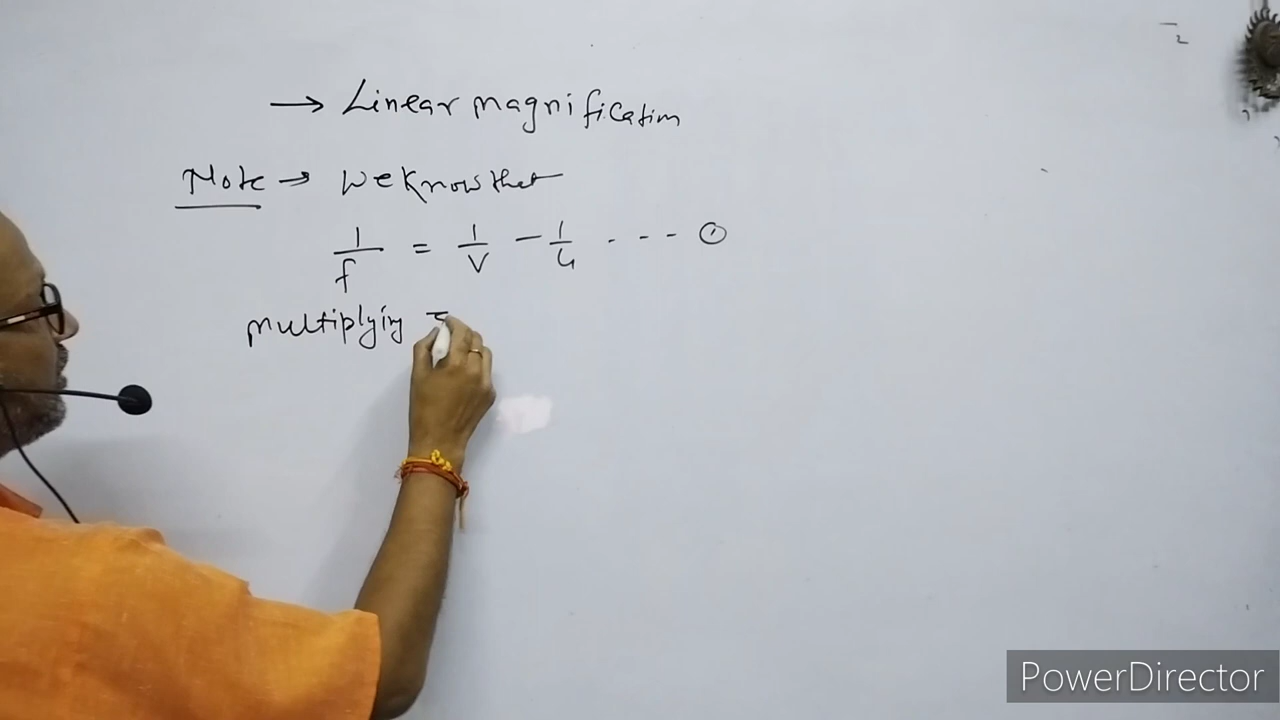 → Linear magnification
Note → We know that
1/f = 1/v - 1/u ---- ①
multiplying
PowerDirector